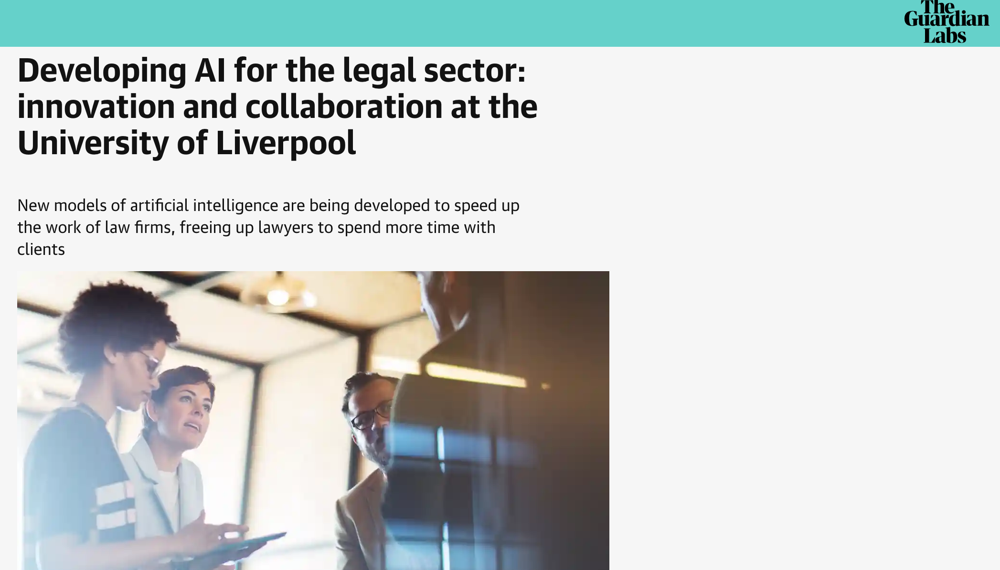 The
Guardian
Labs
Developing AI for the legal sector:
innovation and collaboration at the
University of Liverpool
New models of artificial intelligence are being developed to speed up
the work of law firms, freeing up lawyers to spend more time with
clients